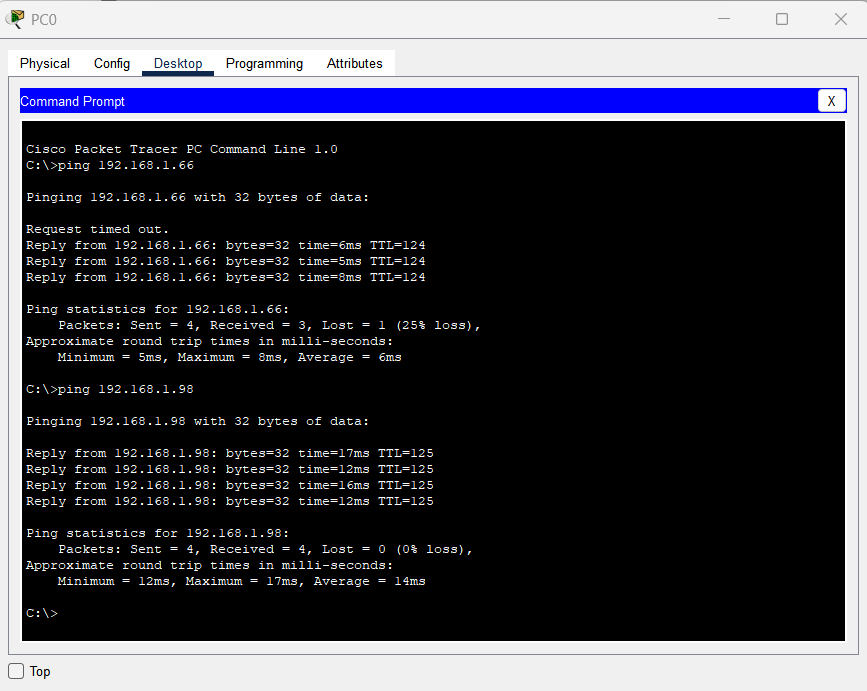 PC0
Physical Config Desktop Programming Attributes
Command Prompt X
Cisco Packet Tracer PC Command Line 1.0
C:\>ping 192.168.1.66
Pinging 192.168.1.66 with 32 bytes of data:
Request timed out.
Reply from 192.168.1.66: bytes=32 time=6ms TTL=124
Reply from 192.168.1.66: bytes=32 time=5ms TTL=124
Reply from 192.168.1.66: bytes=32 time=8ms TTL=124
Ping statistics for 192.168.1.66:
Packets: Sent = 4, Received = 3, Lost = 1 (25% loss),
Approximate round trip times in milli-seconds:
Minimum = 5ms, Maximum = 8ms, Average = 6ms
C:\>ping 192.168.1.98
Pinging 192.168.1.98 with 32 bytes of data:
Reply from 192.168.1.98: bytes=32 time=17ms TTL=125
Reply from 192.168.1.98: bytes=32 time=12ms TTL=125
Reply from 192.168.1.98: bytes=32 time=16ms TTL=125
Reply from 192.168.1.98: bytes=32 time=12ms TTL=125
Ping statistics for 192.168.1.98:
Packets: Sent = 4, Received = 4, Lost = 0 (0% loss),
Approximate round trip times in milli-seconds:
Minimum = 12ms, Maximum = 17ms, Average = 14ms
C:\>
Top